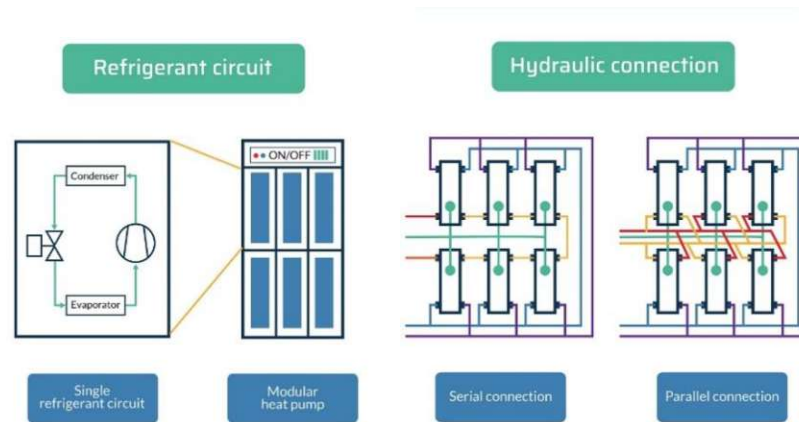 Refrigerant circuit
Hydraulic connection
Condenser
Evaporator
ON/OFF
Single
refrigerant circuit
Modular
heat pump
Serial connection
Parallel connection